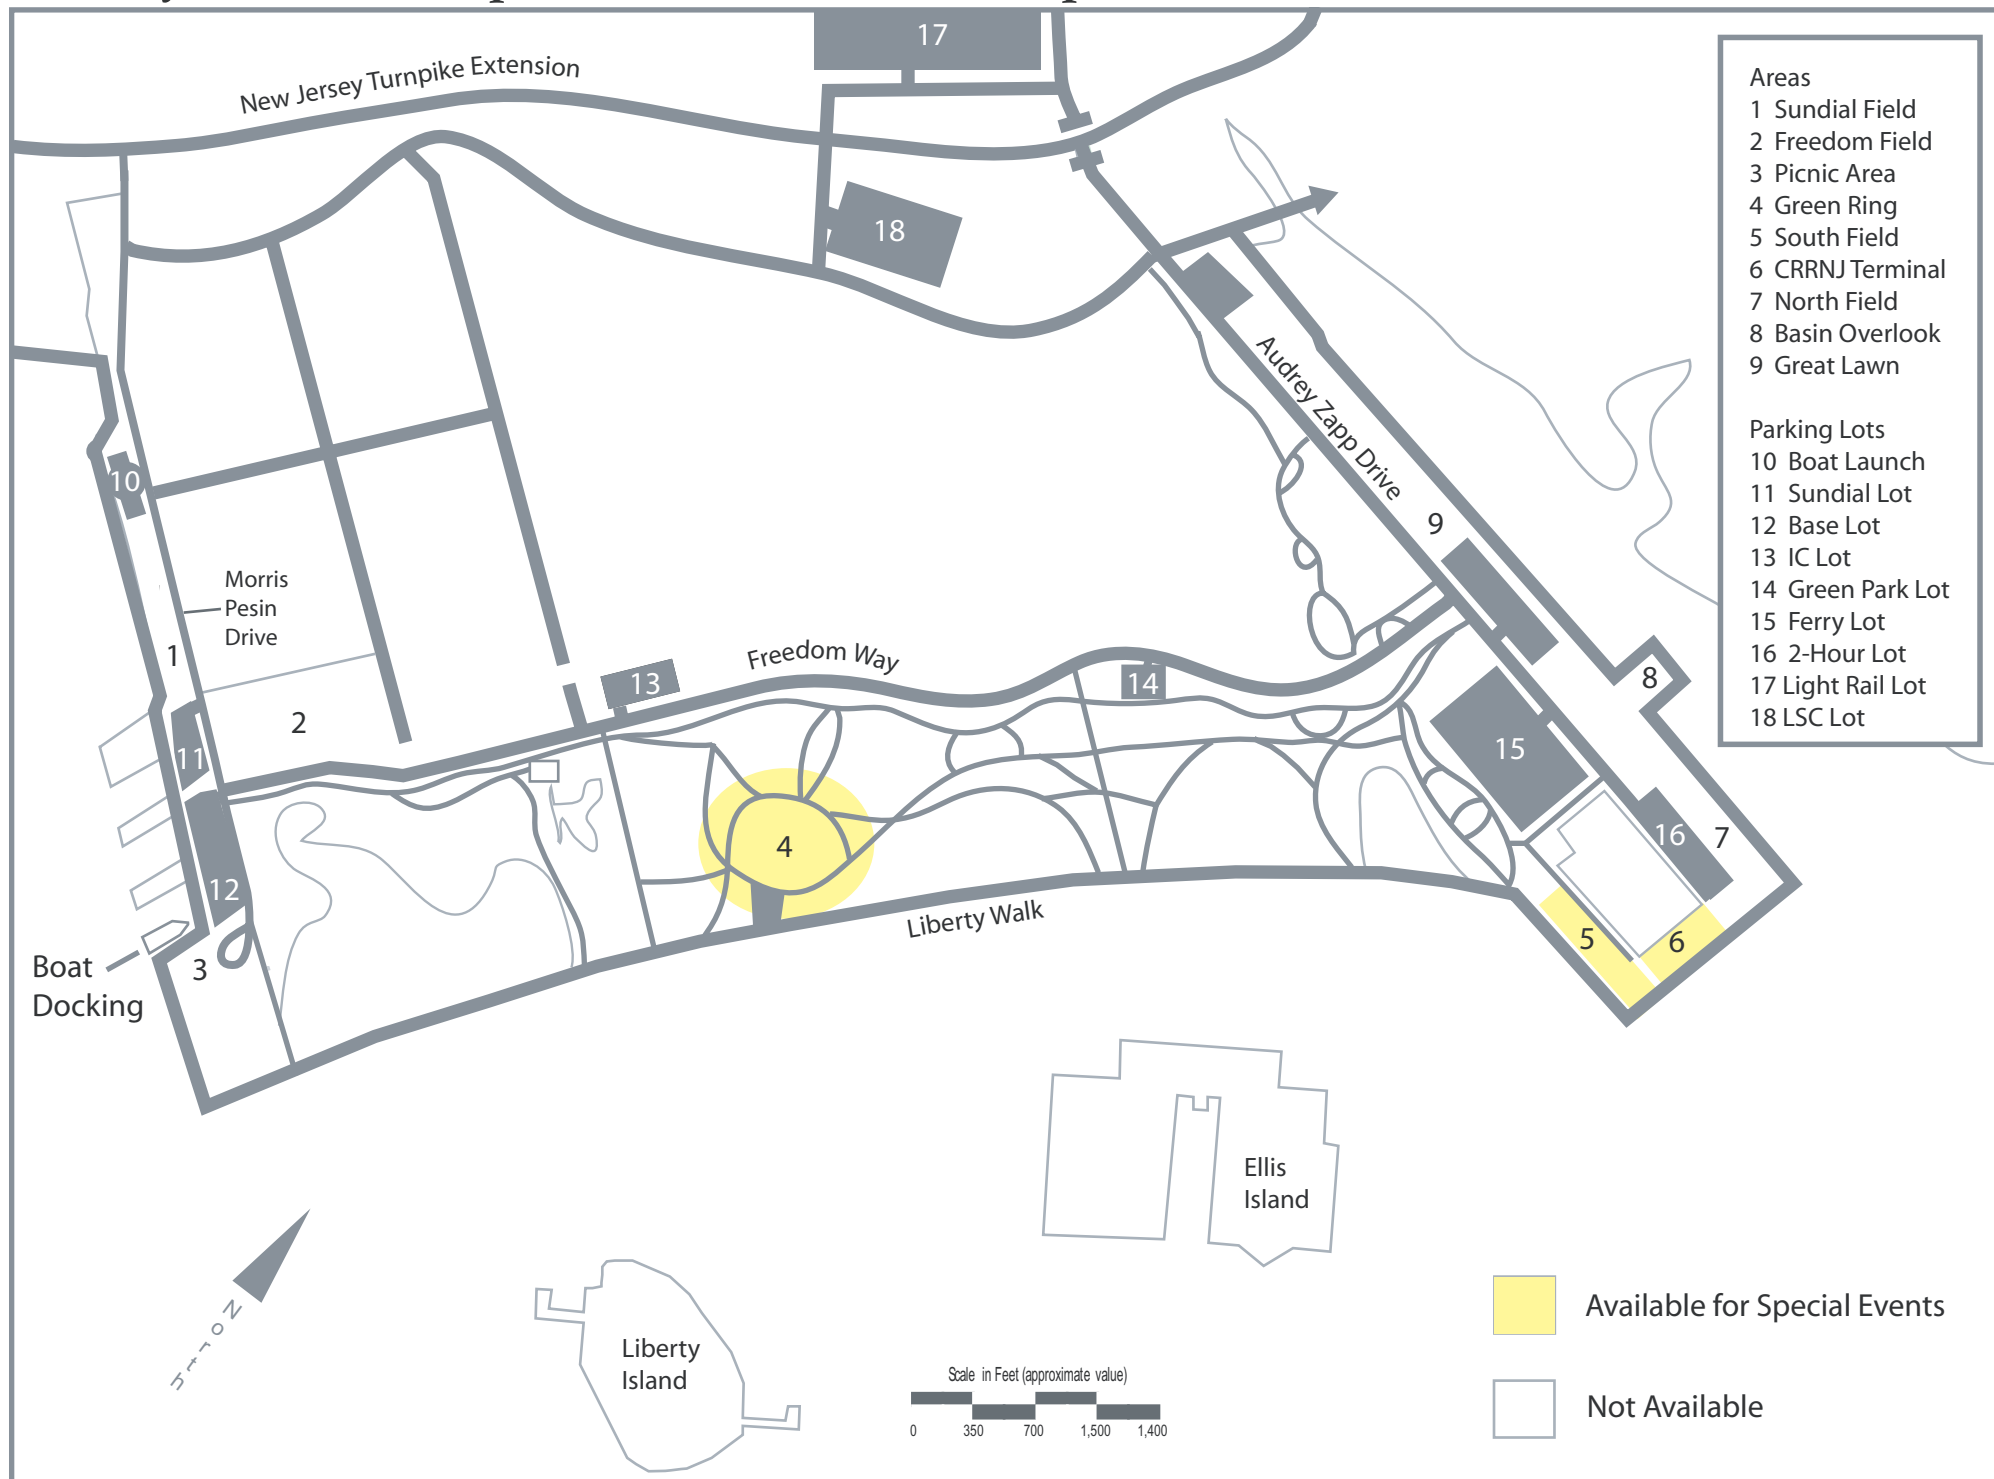 New Jersey Turnpike Extension
17
18
Areas
1 Sundial Field
2 Freedom Field
3 Picnic Area
4 Green Ring
5 South Field
6 CRRNJ Terminal
7 North Field
8 Basin Overlook
9 Great Lawn
Parking Lots
10 Boat Launch
11 Sundial Lot
12 Base Lot
13 IC Lot
14 Green Park Lot
15 Ferry Lot
16 2-Hour Lot
17 Light Rail Lot
18 LSC Lot
Audrey Zapp Drive
10
9
Morris
Pesin
Drive
1
Freedom Way
13
14
8
2
11
15
4
16
7
12
Liberty Walk
5
6
3
Boat
Docking
Ellis
Island
North
Liberty
Island
Scale in Feet (approximate value)
0 350 700 1,500 1,400
Available for Special Events
Not Available